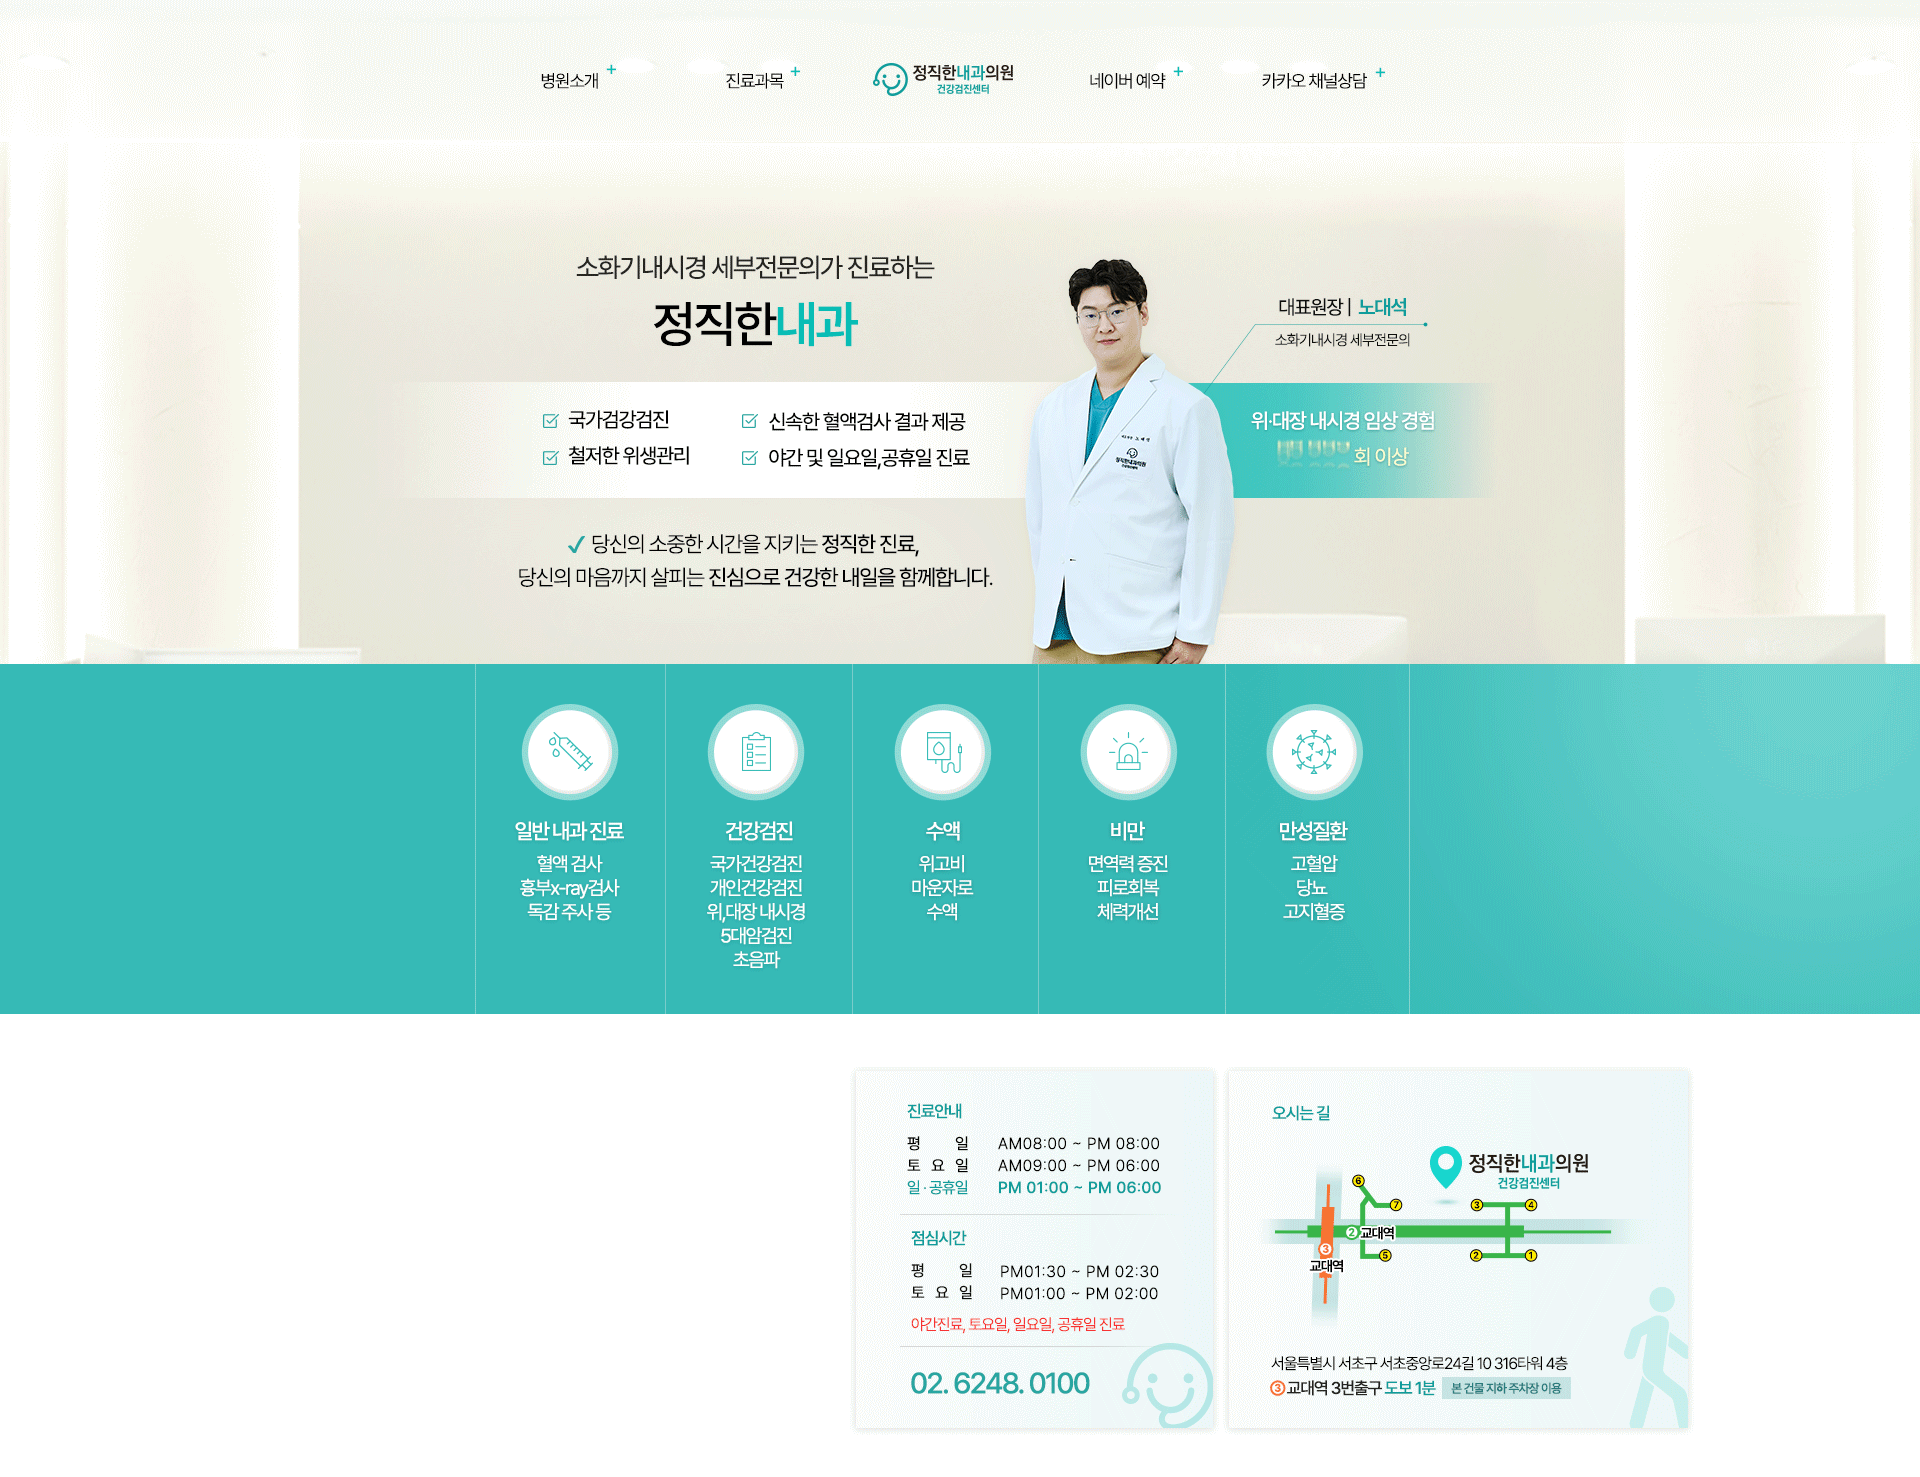 병원소개
진료과목
정직한내과의원
건강검진센터
네이버 예약
카카오 채널상담
소화기내시경 세부전문의가 진료하는
정직한내과
대표원장 | 노대석
소화기내시경 세부전문의
국가검강검진
신속한 혈액검사 결과 제공
철저한 위생관리
야간 및 일요일,공휴일 진료
위·대장 내시경 임상 경험
회 이상
정직한내과의원
당신의 소중한 시간을 지키는 정직한 진료,
당신의 마음까지 살피는 진심으로 건강한 내일을 함께합니다.
일반 내과 진료
혈액 검사
흉부x-ray검사
독감 주사 등
건강검진
국가건강검진
개인건강검진
위,대장 내시경
5대암검진
초음파
수액
위고비
마운자로
수액
비만
면역력 증진
피로회복
체력개선
만성질환
고혈압
당뇨
고지혈증
진료안내
평 일 AM08:00 ~ PM 08:00
토 요 일 AM09:00 ~ PM 06:00
일 · 공휴일 PM 01:00 ~ PM 06:00
점심시간
평 일 PM01:30 ~ PM 02:30
토 요 일 PM01:00 ~ PM 02:00
야간진료, 토요일, 일요일, 공휴일 진료
02. 6248. 0100
오시는 길
정직한내과의원
건강검진센터
6
7
3
4
2 교대역
5
2
1
3
교대역
서울특별시 서초구 서초중앙로24길 10 316타워 4층
3 교대역 3번출구 도보 1분 본 건물 지하 주차장 이용